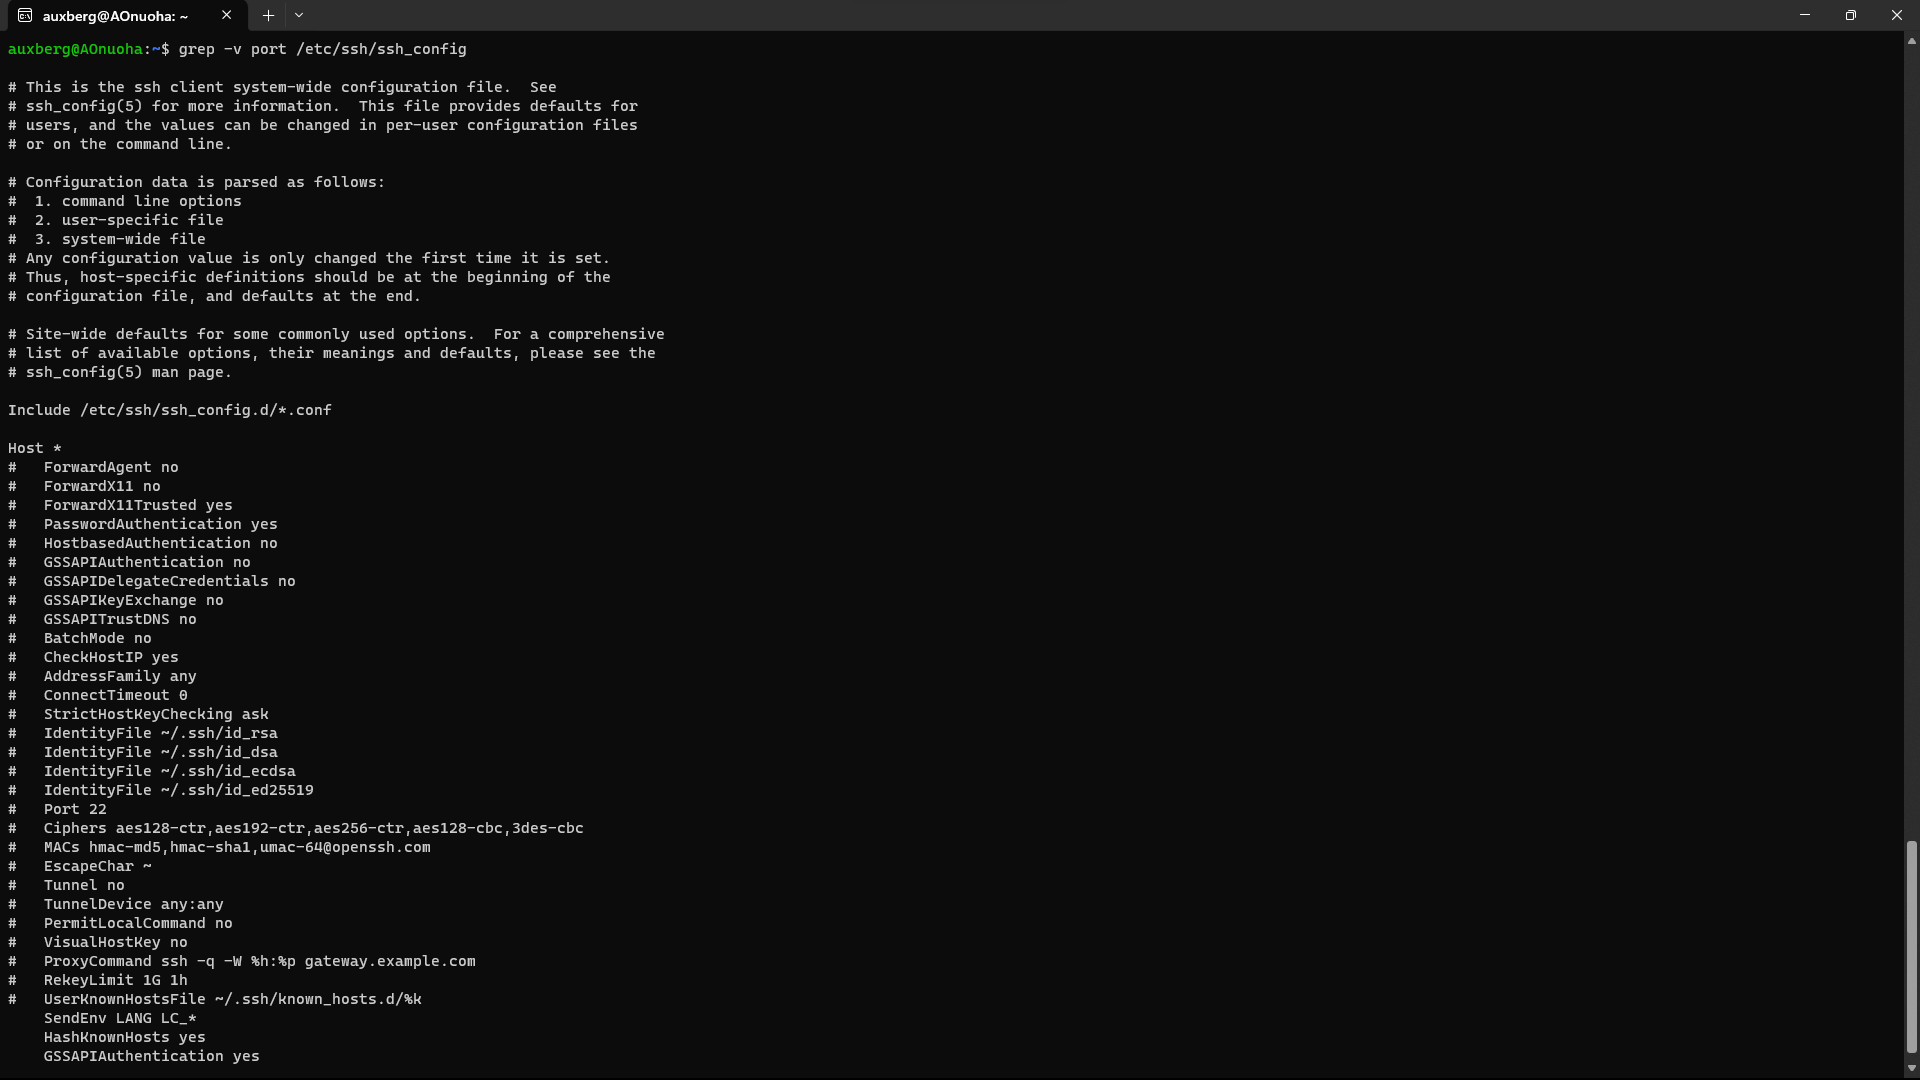 auxberg@AOnuoha: ~
auxberg@AOnuoha:~$ grep -v port /etc/ssh/ssh_config
# This is the ssh client system-wide configuration file.  See
# ssh_config(5) for more information.  This file provides defaults for
# users, and the values can be changed in per-user configuration files
# or on the command line.
# Configuration data is parsed as follows:
#  1. command line options
#  2. user-specific file
#  3. system-wide file
# Any configuration value is only changed the first time it is set.
# Thus, host-specific definitions should be at the beginning of the
# configuration file, and defaults at the end.
# Site-wide defaults for some commonly used options.  For a comprehensive
# list of available options, their meanings and defaults, please see the
# ssh_config(5) man page.
Include /etc/ssh/ssh_config.d/*.conf
Host *
#   ForwardAgent no
#   ForwardX11 no
#   ForwardX11Trusted yes
#   PasswordAuthentication yes
#   HostbasedAuthentication no
#   GSSAPIAuthentication no
#   GSSAPIDelegateCredentials no
#   GSSAPIKeyExchange no
#   GSSAPITrustDNS no
#   BatchMode no
#   CheckHostIP yes
#   AddressFamily any
#   ConnectTimeout 0
#   StrictHostKeyChecking ask
#   IdentityFile ~/.ssh/id_rsa
#   IdentityFile ~/.ssh/id_dsa
#   IdentityFile ~/.ssh/id_ecdsa
#   IdentityFile ~/.ssh/id_ed25519
#   Port 22
#   Ciphers aes128-ctr,aes192-ctr,aes256-ctr,aes128-cbc,3des-cbc
#   MACs hmac-md5,hmac-sha1,umac-64@openssh.com
#   EscapeChar ~
#   Tunnel no
#   TunnelDevice any:any
#   PermitLocalCommand no
#   VisualHostKey no
#   ProxyCommand ssh -q -W %h:%p gateway.example.com
#   RekeyLimit 1G 1h
#   UserKnownHostsFile ~/.ssh/known_hosts.d/%k
    SendEnv LANG LC_*
    HashKnownHosts yes
    GSSAPIAuthentication yes